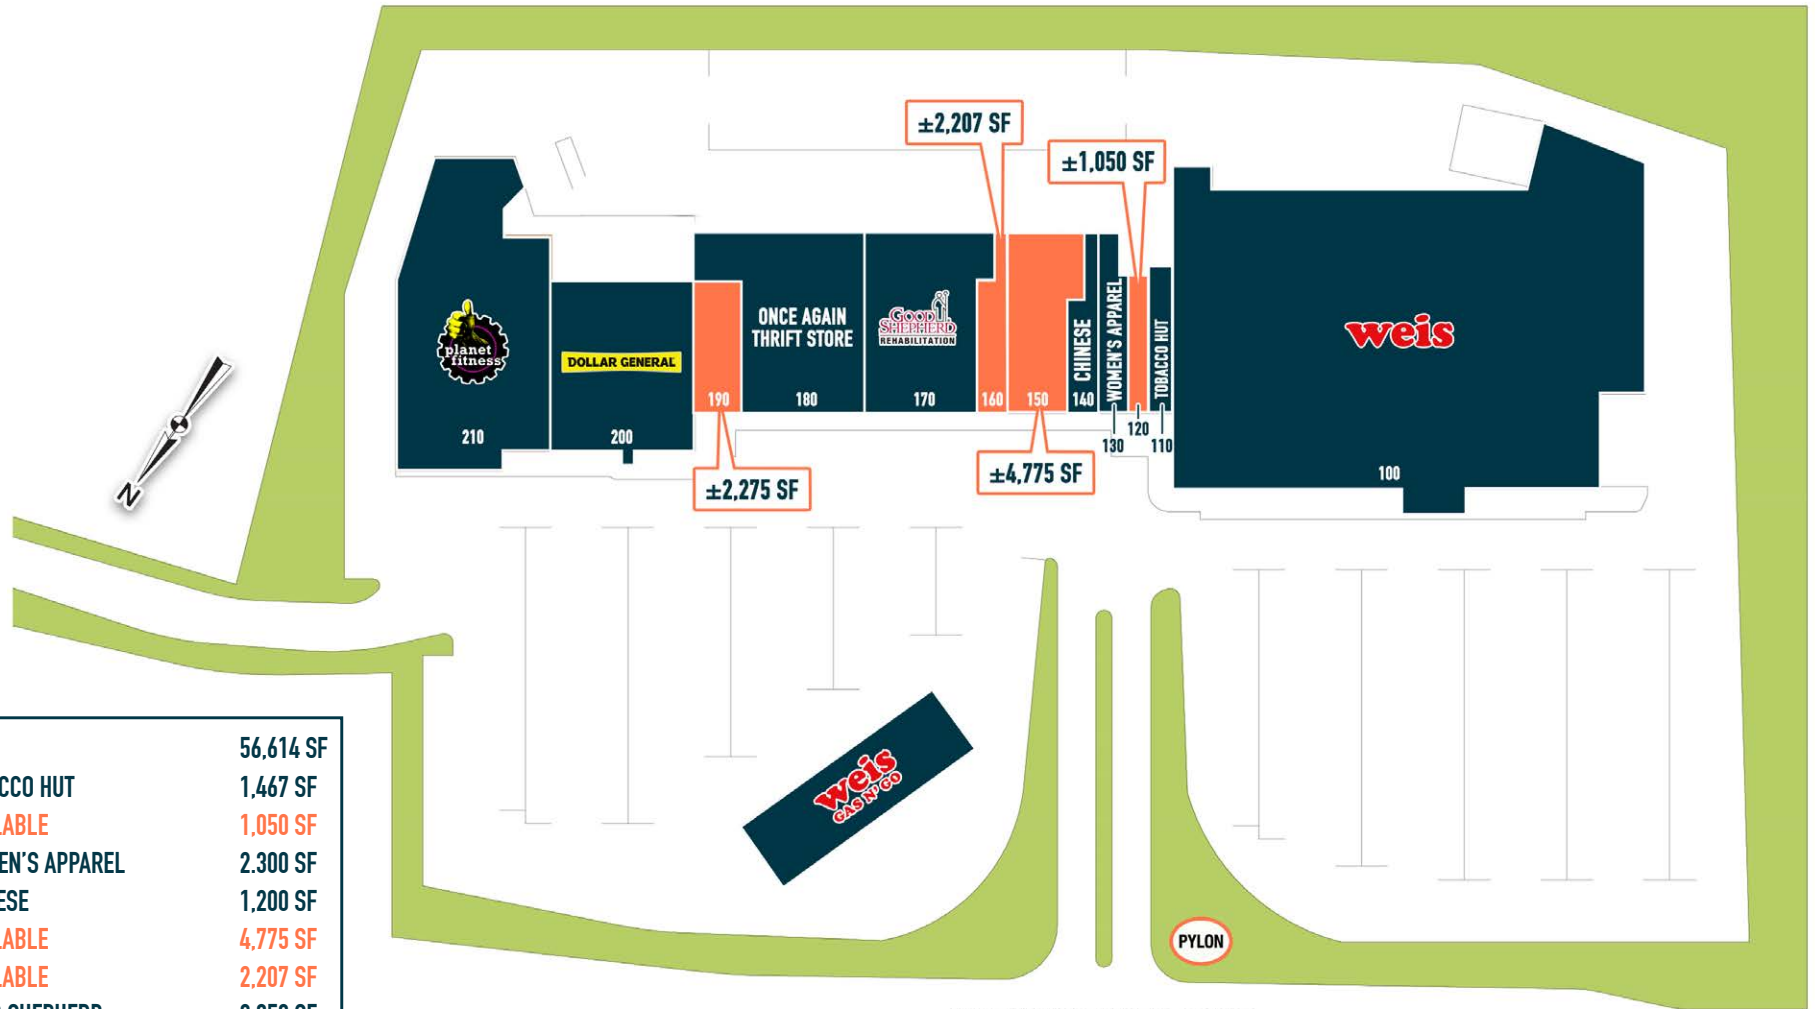 ±2,207 SF
±1,050 SF
planet
fitness
DOLLAR GENERAL
ONCE AGAIN
THRIFT STORE
GOOD
SHEPHERD
REHABILITATION
CHINESE
WOMEN'S APPAREL
TOBACCO HUT
weis
210
200
190
180
170
160
150
140
130
120
110
100
±2,275 SF
±4,775 SF
N
weis
GAS N' GO
PYLON
56,614 SF
CCO HUT 1,467 SF
LABLE 1,050 SF
EN'S APPAREL 2.300 SF
ESE 1,200 SF
LABLE 4,775 SF
LABLE 2,207 SF